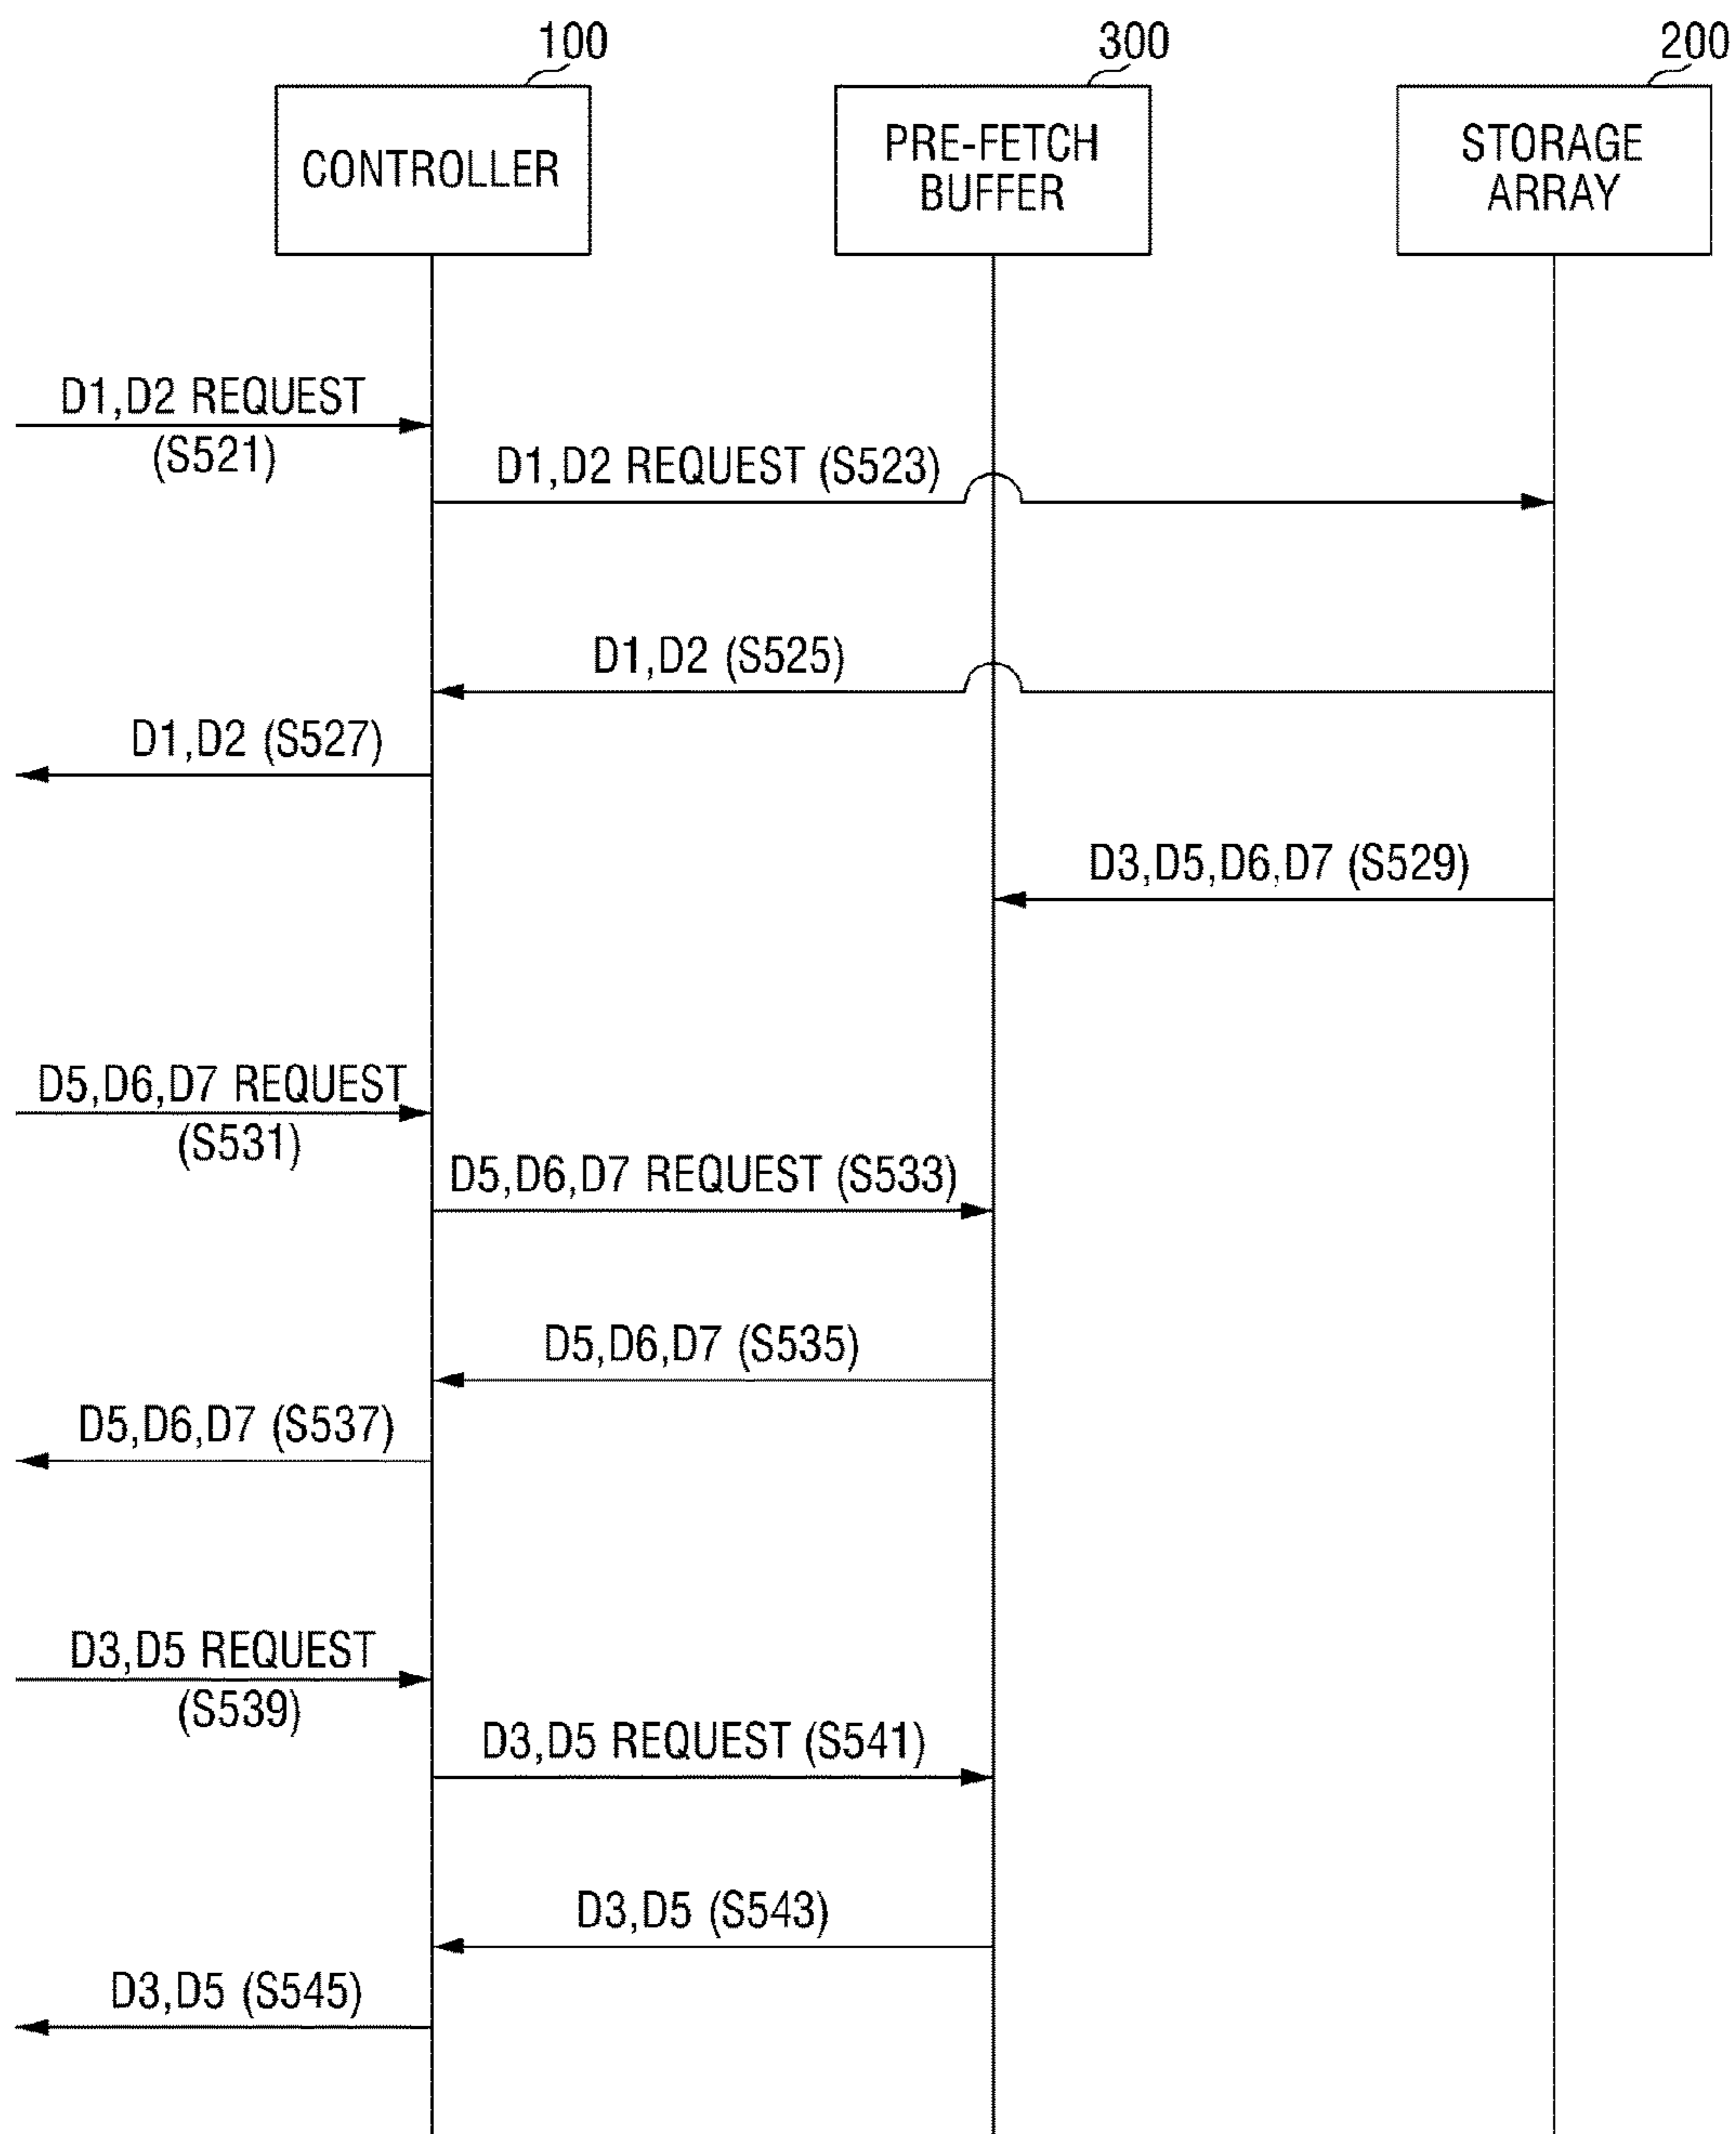 100
300
200
CONTROLLER
PRE-FETCH
BUFFER
STORAGE
ARRAY
D1,D2 REQUEST
(S521)
D1,D2 REQUEST (S523)
D1,D2 (S525)
D1,D2 (S527)
D3,D5,D6,D7 (S529)
D5,D6,D7 REQUEST
(S531)
D5,D6,D7 REQUEST (S533)
D5,D6,D7 (S535)
D5,D6,D7 (S537)
D3,D5 REQUEST
(S539)
D3,D5 REQUEST (S541)
D3,D5 (S543)
D3,D5 (S545)